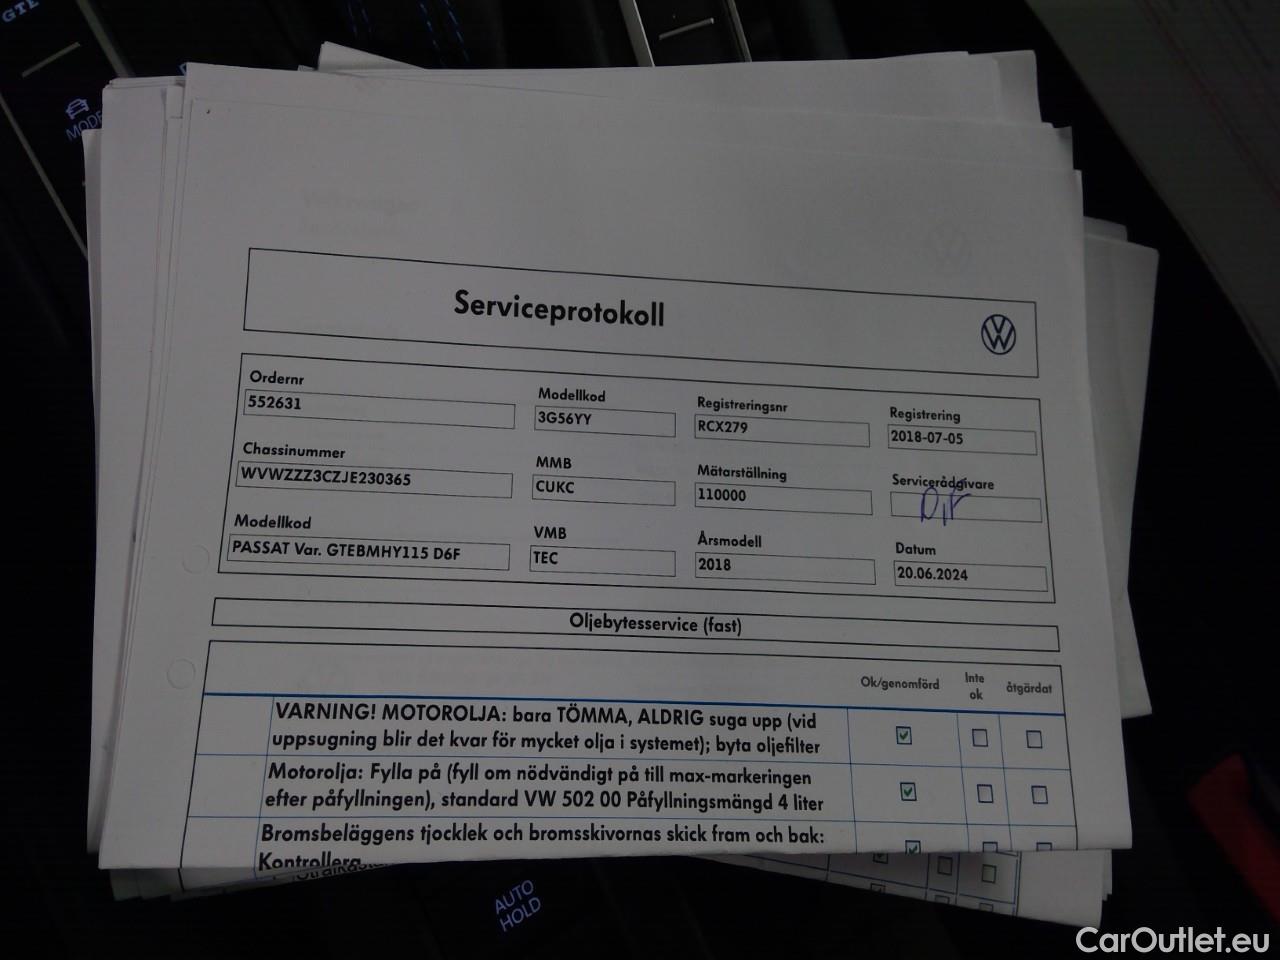 GTE
MODE
Serviceprotokoll
Ordernr
552631
Modellkod
3G56YY
Registreringsnr
RCX279
Registrering
2018-07-05
Chassinummer
WVWZZZ3CZJE230365
MMB
CUKC
Mätarställning
110000
Servicerådgivare
Modellkod
PASSAT Var. GTEBMHY115 D6F
VMB
TEC
Årsmodell
2018
Datum
20.06.2024
Oljebytesservice (fast)
Ok/genomförd
Inte
ok
åtgärdat
VARNING! MOTOROLJA: bara TÖMMA, ALDRIG suga upp (vid
uppsugning blir det kvar för mycket olja i systemet); byta oljefilter
Motorolja: Fylla på (fyll om nödvändigt på till max-markeringen
efter påfyllningen), standard VW 502 00 Påfyllningsmängd 4 liter
Bromsbeläggens tjocklek och bromsskivornas skick fram och bak:
Kontrollera
AUTO
HOLD
CarOutlet.eu